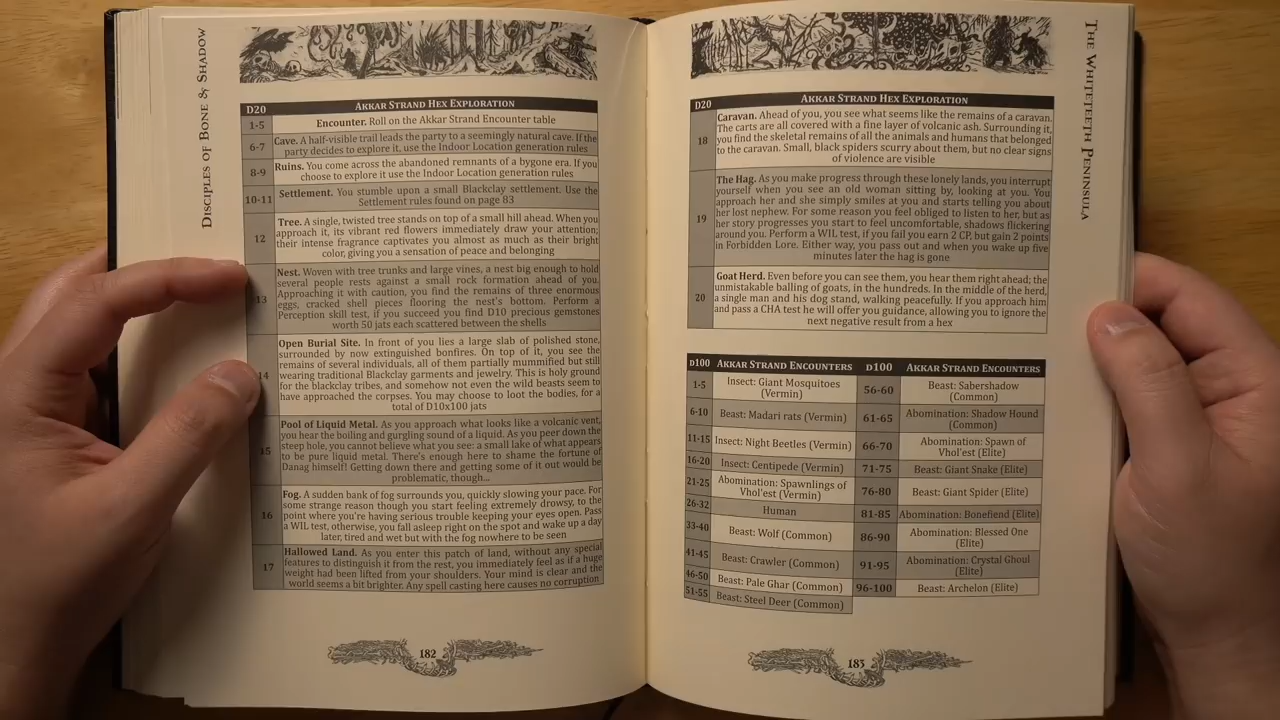 DISCIPLES OF BONE & SHADOW
D20 AKKAR STRAND HEX EXPLORATION
1-5 Encounter. Roll on the Akkar Strand Encounter table
6-7 Cave. A half-visible trail leads the party to a seemingly natural cave. If the
party decides to explore it, use the Indoor Location generation rules
8-9 Ruins. You come across the abandoned remnants of a bygone era. If you
choose to explore it use the Indoor Location generation rules
10-11 Settlement. You stumble upon a small Blackclay settlement. Use the
Settlement rules found on page 83
12 Tree. A single, twisted tree stands on top of a small hill ahead. When you
approach it, its vibrant red flowers immediately draw your attention;
their intense fragrance captivates you almost as much as their bright
color, giving you a sensation of peace and belonging
13 Nest. Woven with tree trunks and large vines, a nest big enough to hold
several people rests against a small rock formation ahead of you.
Approaching it with caution, you find the remains of three enormous
eggs, cracked shell pieces flooring the nest's bottom. Perform a
Perception skill test, if you succeed you find D10 precious gemstones
worth 50 jats each scattered between the shells
14 Open Burial Site. In front of you lies a large slab of polished stone,
surrounded by now extinguished bonfires. On top of it, you see the
remains of several individuals, all of them partially mummified but still
wearing traditional Blackclay garments and jewelry. This is holy ground
for the blackclay tribes, and somehow not even the wild beasts seem to
have approached the corpses. You may choose to loot the bodies, for a
total of D10x100 jats
15 Pool of Liquid Metal. As you approach what looks like a volcanic vent,
you hear the boiling and gurgling sound of a liquid. As you peer down the
steep hole, you cannot believe what you see: a small lake of what appears
to be pure liquid metal. There's enough here to shame the fortune of
Danag himself! Getting down there and getting some of it out would be
problematic, though...
16 Fog. A sudden bank of fog surrounds you, quickly slowing your pace. For
some strange reason though you start feeling extremely drowsy, to the
point where you're having serious trouble keeping your eyes open. Pass
a WIL test, otherwise, you fall asleep right on the spot and wake up a day
later, tired and wet but with the fog nowhere to be seen
17 Hallowed Land. As you enter this patch of land, without any special
features to distinguish it from the rest, you immediately feel as if a huge
weight had been lifted from your shoulders. Your mind is clear and the
world seems a bit brighter. Any spell casting here causes no corruption
182
THE WHITE-TEETH PENINSULA
D20 AKKAR STRAND HEX EXPLORATION
18 Caravan. Ahead of you, you see what seems like the remains of a caravan.
The carts are all covered with a fine layer of volcanic ash. Surrounding it,
you find the skeletal remains of all the animals and humans that belonged
to the caravan. Small, black spiders scurry about them, but no clear signs
of violence are visible
19 The Hag. As you make progress through these lonely lands, you interrupt
yourself when you see an old woman sitting by, looking at you. You
approach her and she simply smiles at you and starts telling you about
her lost nephew. For some reason you feel obliged to listen to her, but as
her story progresses you start to feel uncomfortable, shadows flickering
around you. Perform a WIL test, if you fail you earn 2 CP, but gain 2 points
in Forbidden Lore. Either way, you pass out and when you wake up five
minutes later the hag is gone
20 Goat Herd. Even before you can see them, you hear them right ahead; the
unmistakable balling of goats, in the hundreds. In the middle of the herd,
a single man and his dog stand, walking peacefully. If you approach him
and pass a CHA test he will offer you guidance, allowing you to ignore the
next negative result from a hex
D100 AKKAR STRAND ENCOUNTERS D100 AKKAR STRAND ENCOUNTERS
1-5 Insect: Giant Mosquitoes
(Vermin)
56-60 Beast: Sabershadow
(Common)
6-10 Beast: Madari rats (Vermin)
61-65 Abomination: Shadow Hound
(Common)
11-15 Insect: Night Beetles (Vermin)
66-70 Abomination: Spawn of
Vhol'est (Elite)
16-20 Insect: Centipede (Vermin) 71-75 Beast: Giant Snake (Elite)
21-25 Abomination: Spawnlings of
Vhol'est (Vermin)
76-80 Beast: Giant Spider (Elite)
26-32 Human 81-85 Abomination: Bonefiend (Elite)
33-40 Beast: Wolf (Common)
86-90 Abomination: Blessed One
(Elite)
41-45 Beast: Crawler (Common)
91-95 Abomination: Crystal Ghoul
(Elite)
46-50 Beast: Pale Ghar (Common) 96-100 Beast: Archelon (Elite)
51-55 Beast: Steel Deer (Common)
183